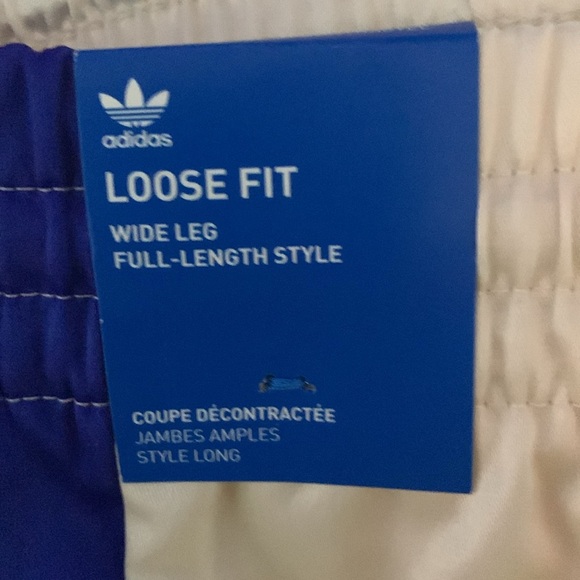 adidas
LOOSE FIT
WIDE LEG
FULL-LENGTH STYLE
COUPE DÉCONTRACTÉE
JAMBES AMPLES
STYLE LONG